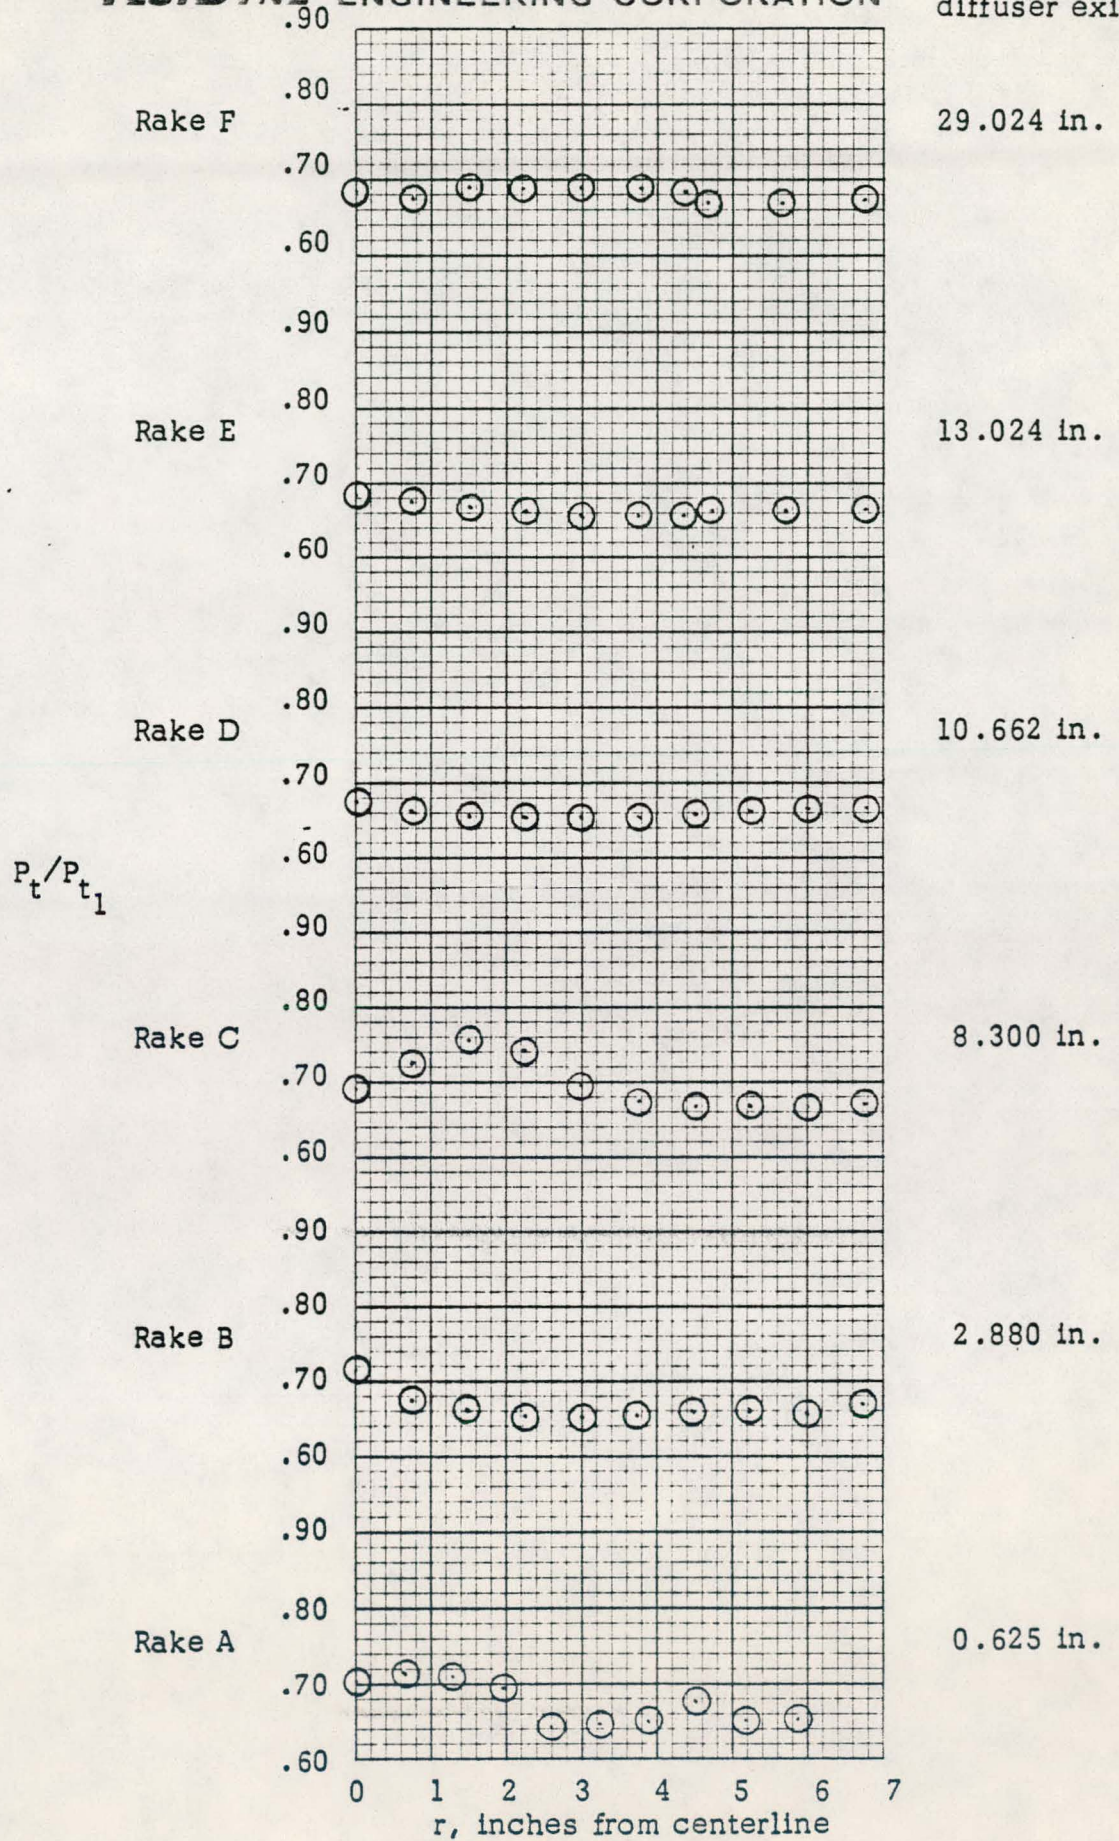 ENGINEERING CORPORATION
diffuser exi
.90
.80
Rake F
29.024 in.
.70
.60
.90
.80
Rake E
13.024 in.
.70
.60
.90
.80
Rake D
10.662 in.
.70
.60
Pt/Pt1
.90
.80
Rake C
8.300 in.
.70
.60
.90
.80
Rake B
2.880 in.
.70
.60
.90
.80
Rake A
0.625 in.
.70
.60
0 1 2 3 4 5 6 7
r, inches from centerline